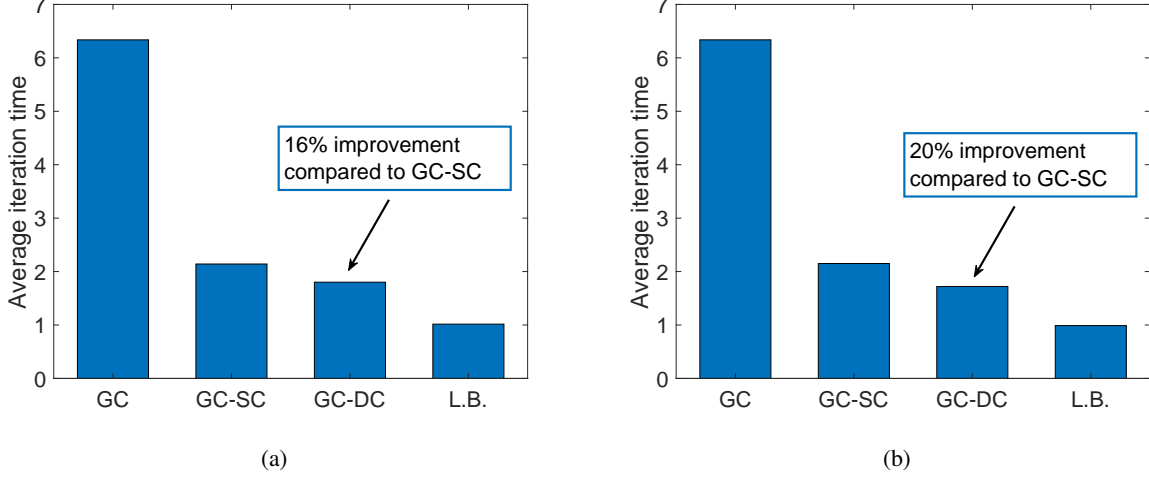 7
6
5
4
3
2
1
0
Average iteration time
16% improvement
compared to GC-SC
GC GC-SC GC-DC L.B.
(a)
7
6
5
4
3
2
1
0
Average iteration time
20% improvement
compared to GC-SC
GC GC-SC GC-DC L.B.
(b)